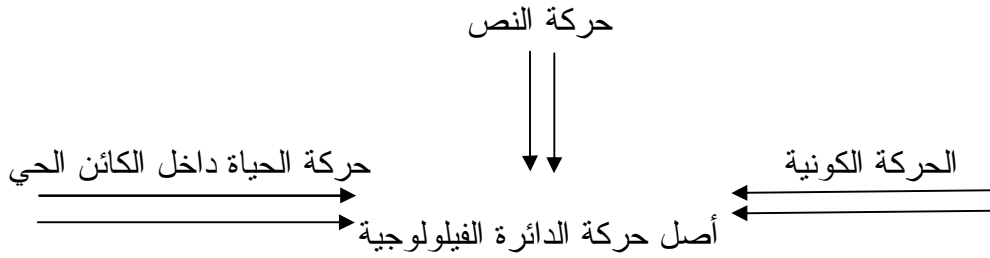 حركة النص
الحركة الكونية
حركة الحياة داخل الكائن الحي
أصل حركة الدائرة الفيلولوجية